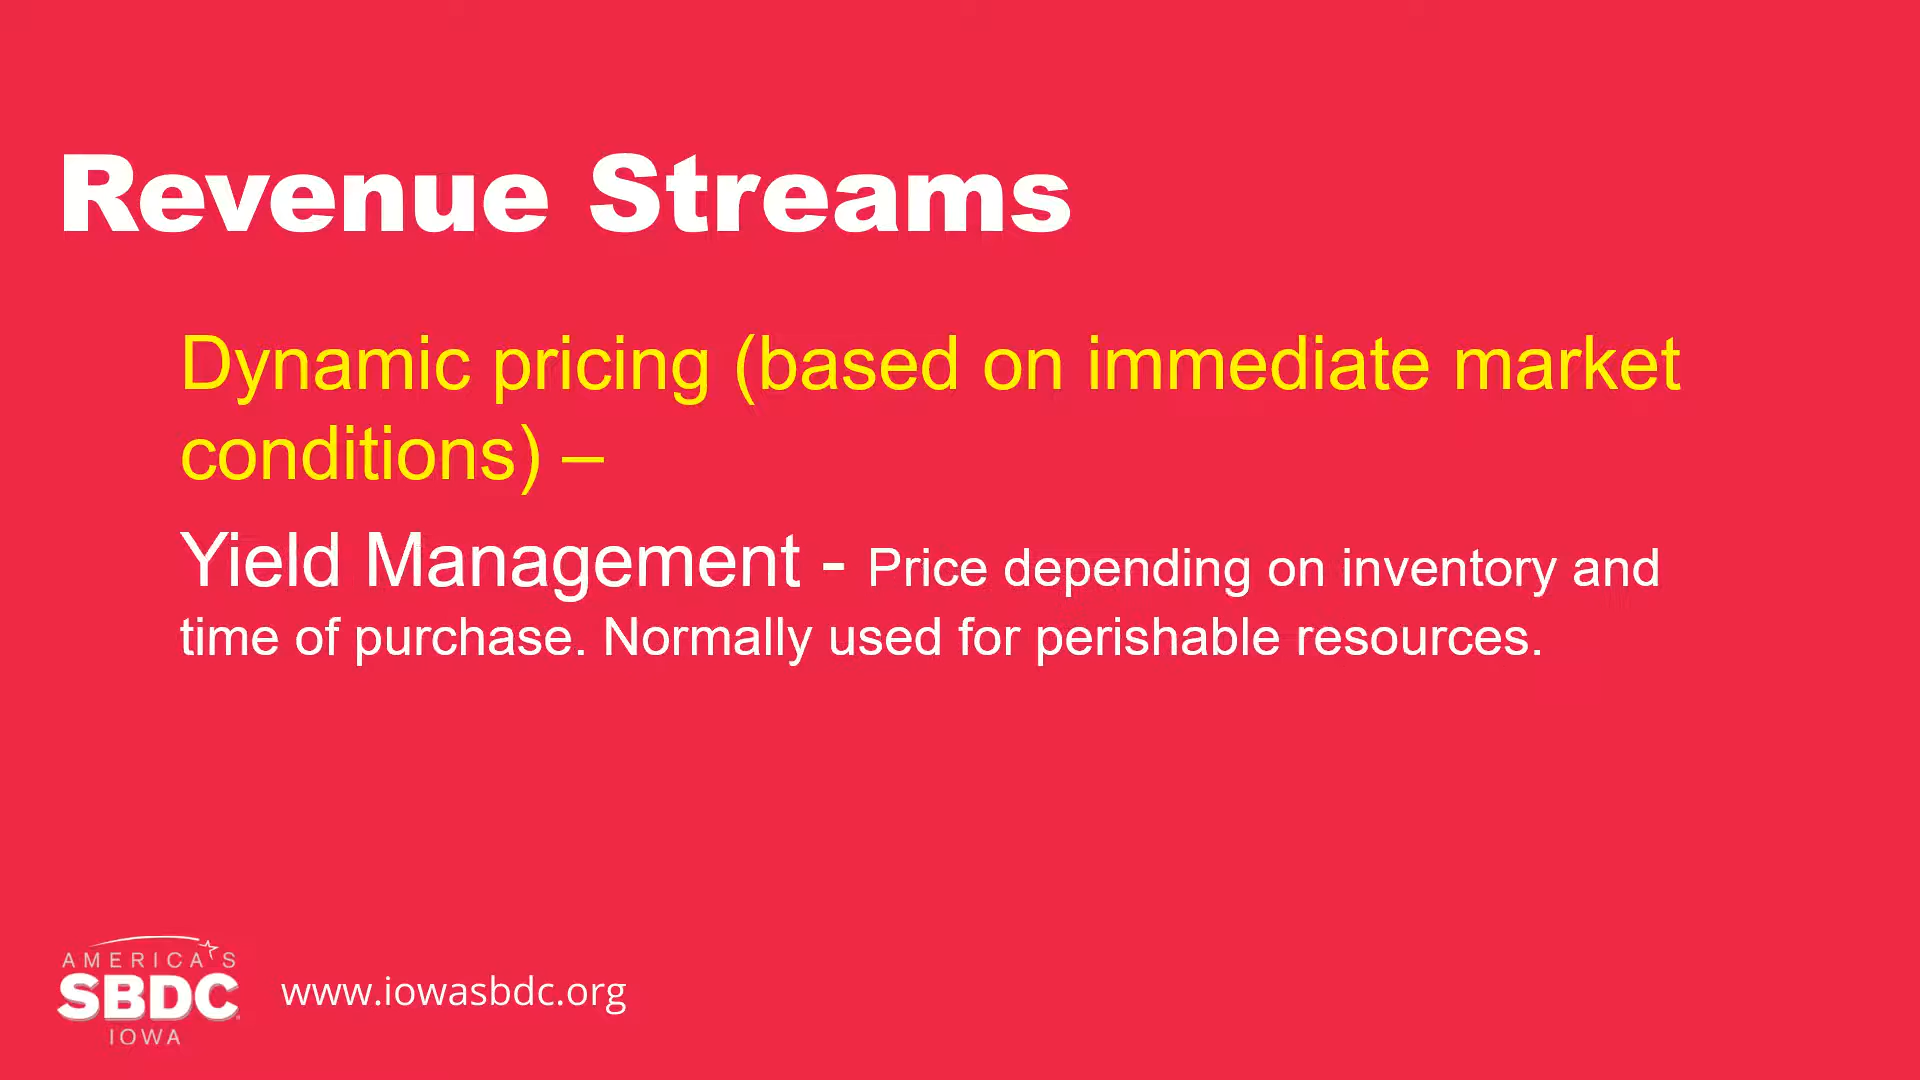 Revenue Streams
Dynamic pricing (based on immediate market
conditions) –
Yield Management - Price depending on inventory and
time of purchase. Normally used for perishable resources.
AMERICA'S
SBDC
IOWA
www.iowasbdc.org